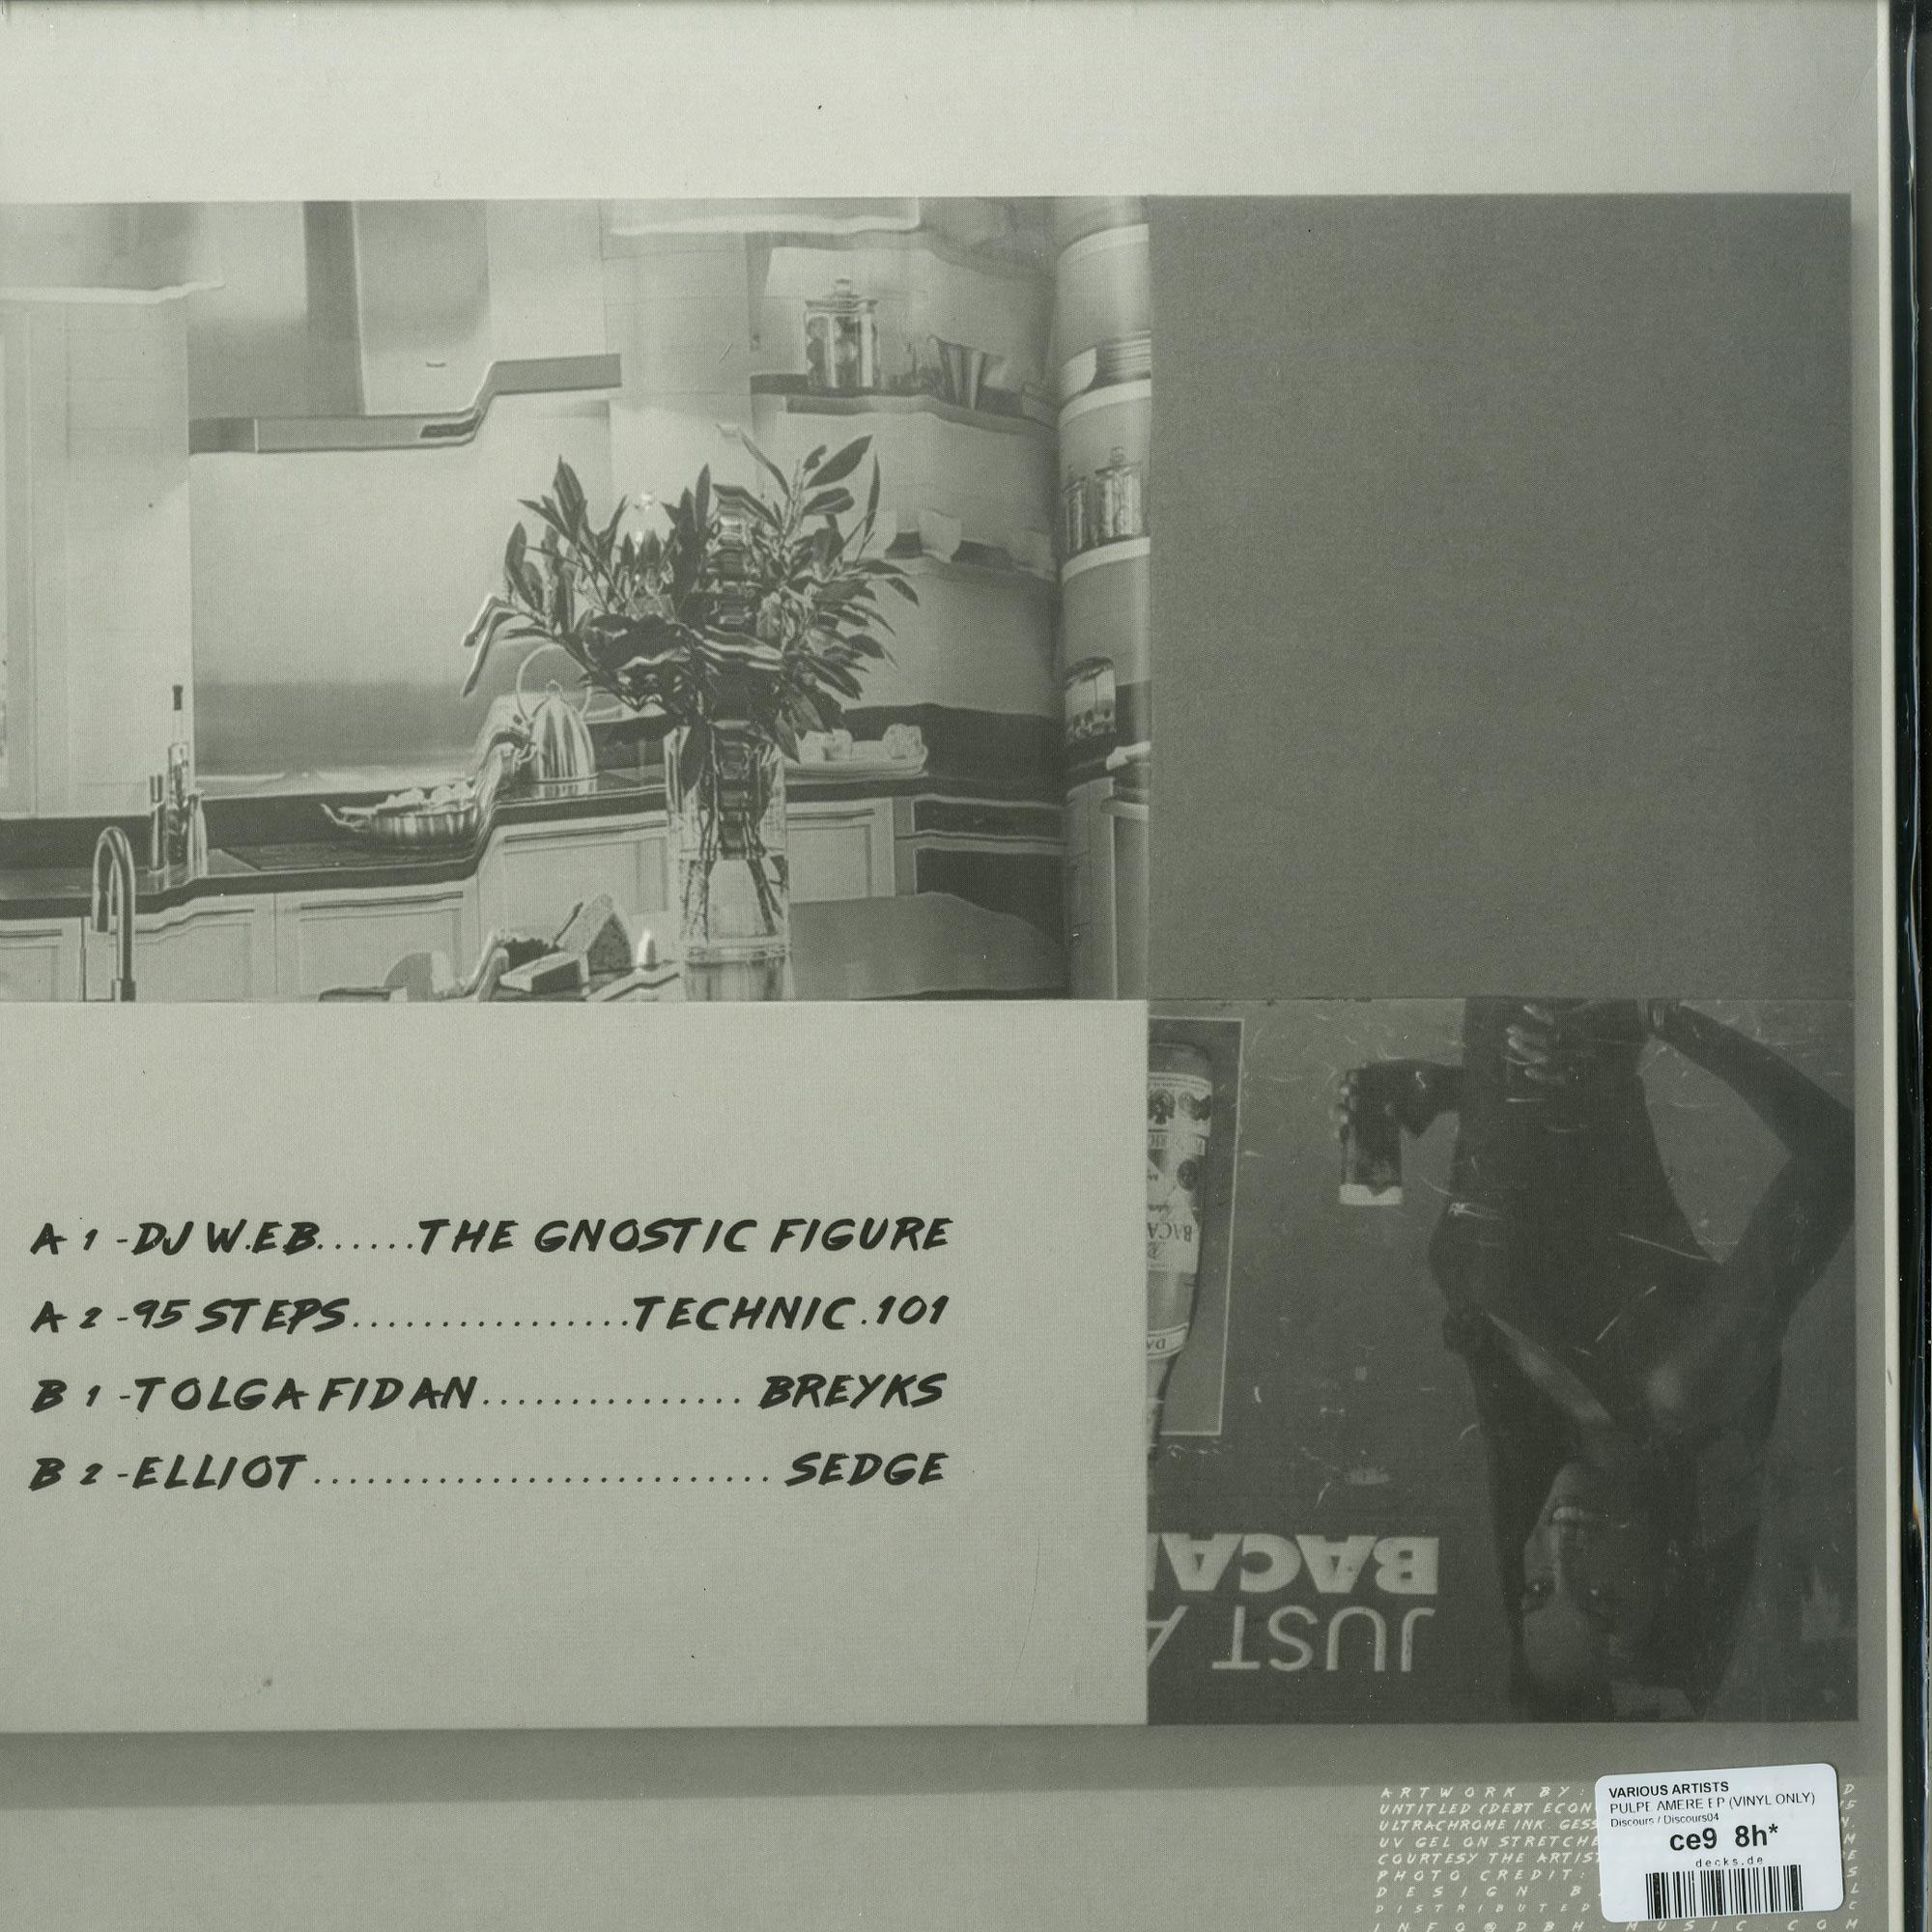 A 1 -DJ W.EB......THE GNOSTIC FIGURE
A 2 -95 STEPS.................TECHNIC.101
B 1 -TOLGA FIDAN............... BREYKS
B 2 -ELLIOT........................... SEDGE
BACA
JUST A
ARTWORK BY:
UNTITLED (DEBT ECON
ULTRACHROME INK GESS
UV GEL ON STRETCHE
COURTESY THE ARTIST
PHOTO CREDIT:
DESIGN B
DISTRIBUTED
INFO@DBH-MUSIC.COM
VARIOUS ARTISTS
PULPE AMERE EP (VINYL ONLY)
Discours / Discours04
ce9 8h*
decks.de